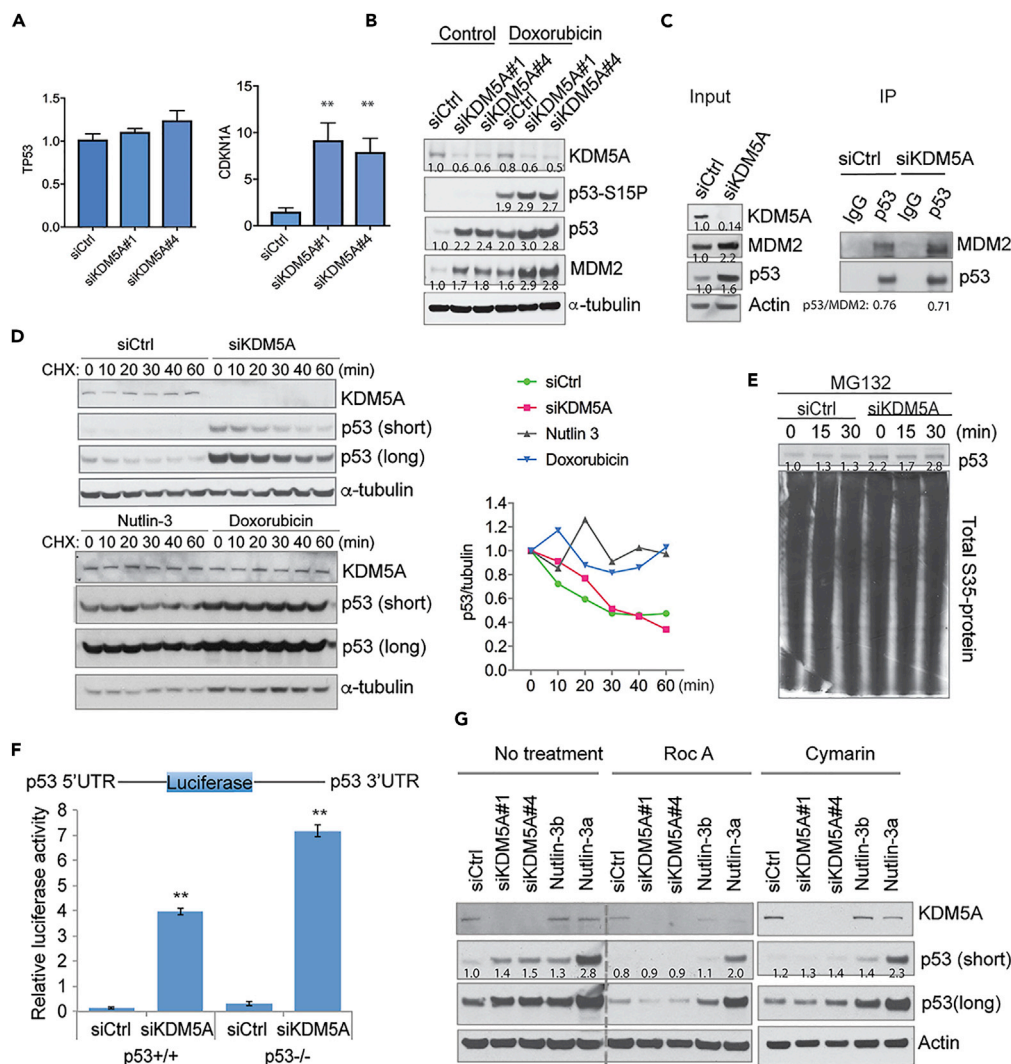 A
TP53
1.5
1.0
0.5
0.0
siCtrl
siKDM5A#1
siKDM5A#4
CDKN1A
15
10
5
0
**
**
siCtrl
siKDM5A#1
siKDM5A#4
B
Control Doxorubicin
siCtrl
siKDM5A#1
siKDM5A#4
siCtrl
siKDM5A#1
siKDM5A#4
KDM5A
1.0 0.6 0.6 0.8 0.6 0.5
p53-S15P
1.9 2.9 2.7
p53
1.0 2.2 2.4 2.0 3.0 2.8
MDM2
1.0 1.7 1.8 1.6 2.9 2.8
α-tubulin
C
Input
siCtrl
siKDM5A
KDM5A
1.0 0.14
MDM2
1.0 2.2
p53
1.0 1.6
Actin
IP
siCtrl siKDM5A
IgG
p53
IgG
p53
MDM2
p53
p53/MDM2: 0.76 0.71
D
siCtrl siKDM5A
CHX: 0 10 20 30 40 60 0 10 20 30 40 60 (min)
KDM5A
p53 (short)
p53 (long)
α-tubulin
Nutlin-3 Doxorubicin
CHX: 0 10 20 30 40 60 0 10 20 30 40 60 (min)
KDM5A
p53 (short)
p53 (long)
α-tubulin
siCtrl
siKDM5A
Nutlin 3
Doxorubicin
p53/tubulin
1.4
1.2
1.0
0.8
0.6
0.4
0.2
0.0
0 10 20 30 40 60 (min)
E
MG132
siCtrl siKDM5A
0 15 30 0 15 30 (min)
p53
1.0 1.3 1.3 2.2 1.7 2.8
Total S35-protein
F
p53 5'UTR Luciferase p53 3'UTR
Relative luciferase activity
8
7
6
5
4
3
2
1
0
**
**
siCtrl siKDM5A siCtrl siKDM5A
p53+/+ p53-/-
G
No treatment Roc A Cymarin
siCtrl
siKDM5A#1
siKDM5A#4
Nutlin-3b
Nutlin-3a
siCtrl
siKDM5A#1
siKDM5A#4
Nutlin-3b
Nutlin-3a
siCtrl
siKDM5A#1
siKDM5A#4
Nutlin-3b
Nutlin-3a
KDM5A
p53 (short)
1.0 1.4 1.5 1.3 2.8 0.8 0.9 0.9 1.1 2.0 1.2 1.3 1.4 1.4 2.3
p53(long)
Actin